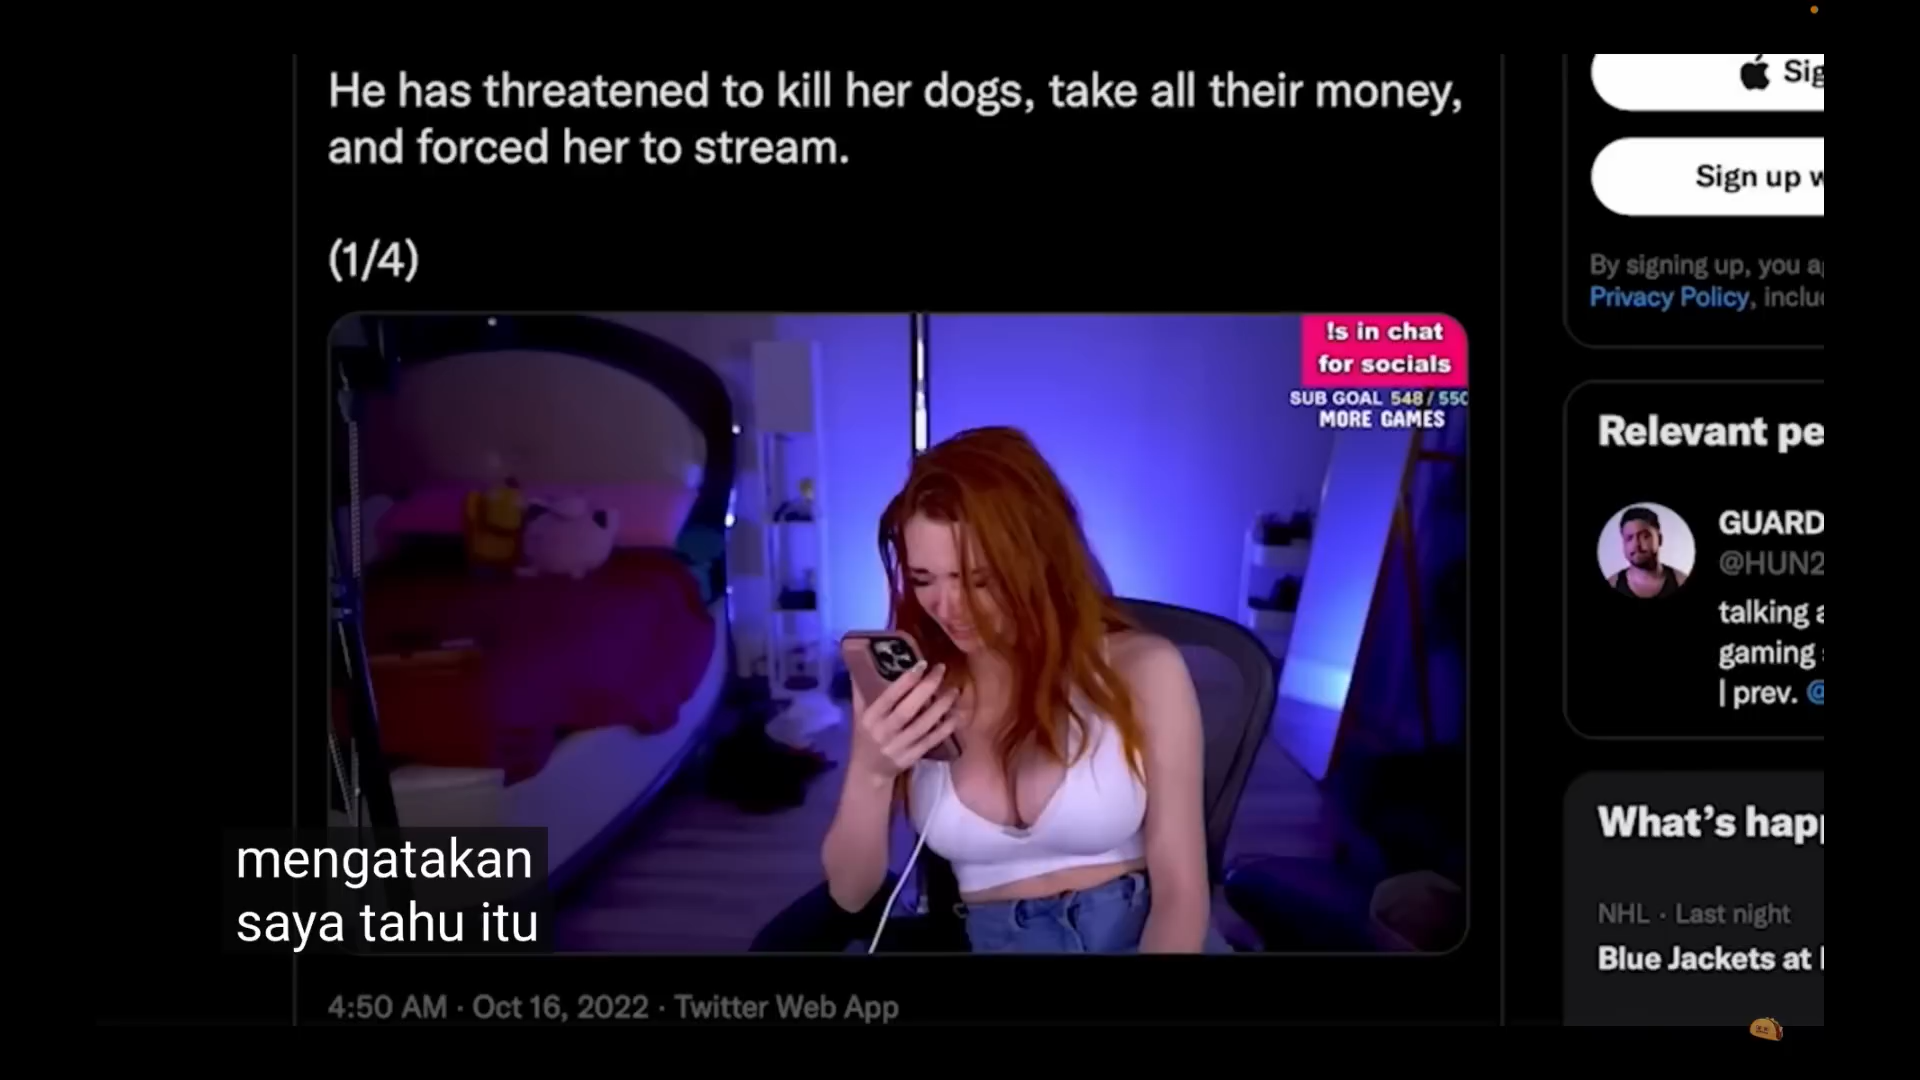 He has threatened to kill her dogs, take all their money,
and forced her to stream.
(1/4)
!s in chat
for socials
SUB GOAL 548 / 550
MORE GAMES
mengatakan
saya tahu itu
4:50 AM · Oct 16, 2022 · Twitter Web App
Sig
Sign up w
By signing up, you ag
Privacy Policy, inclu
Relevant pe
GUARD
@HUN2
talking a
gaming
| prev. @
What's happ
NHL · Last night
Blue Jackets at